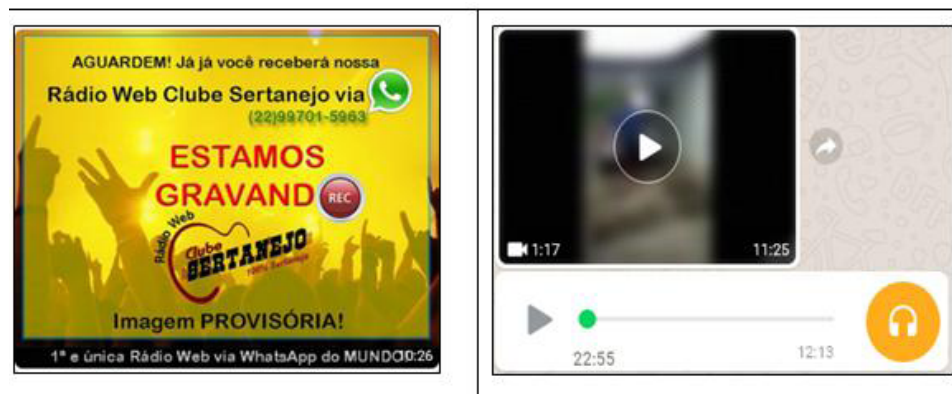 AGUARDEM! Já já você receberá nossa
Rádio Web Clube Sertanejo via
(22)99701-5963
ESTAMOS
GRAVAND
REC
Rádio Web
Clube
SERTANEJO
100% Sertaneja
Imagem PROVISÓRIA!
1ª e única Rádio Web via WhatsApp do MUNDO
10:26
1:17
11:25
22:55
12:13